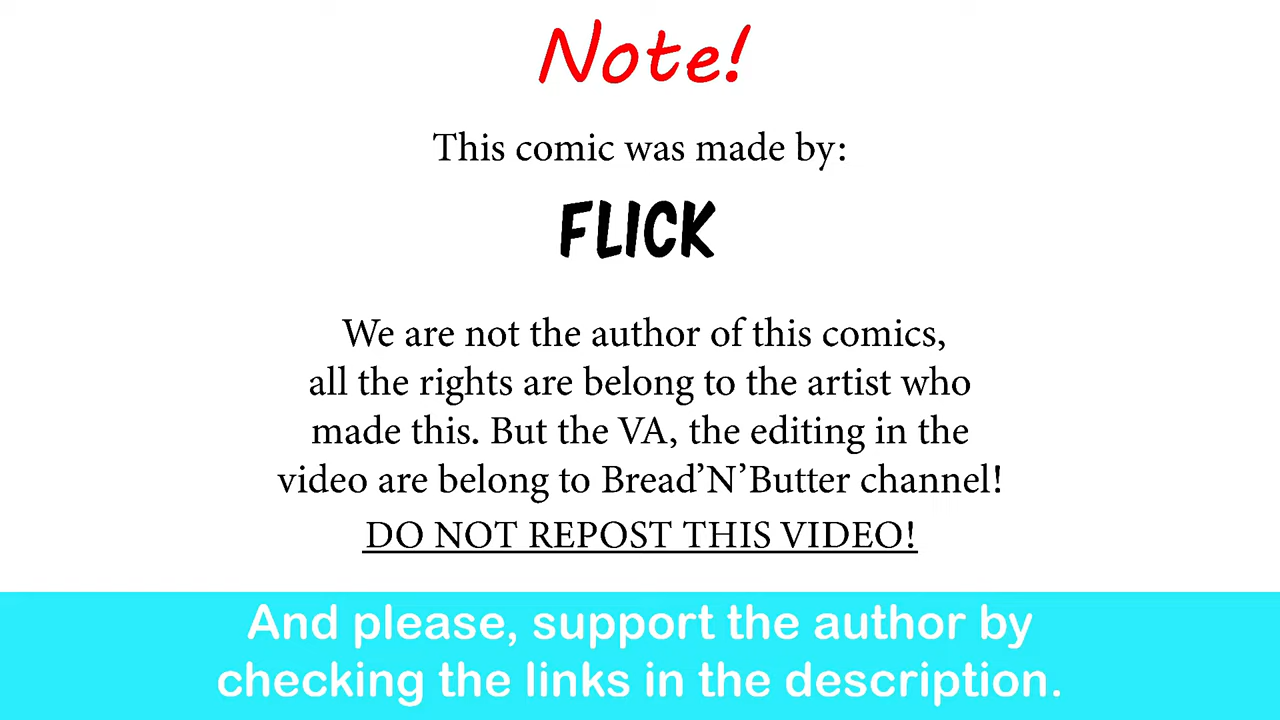 Note!
This comic was made by:
FLICK
We are not the author of this comics,
all the rights are belong to the artist who
made this. But the VA, the editing in the
video are belong to Bread’N’Butter channel!
DO NOT REPOST THIS VIDEO!
And please, support the author by
checking the links in the description.